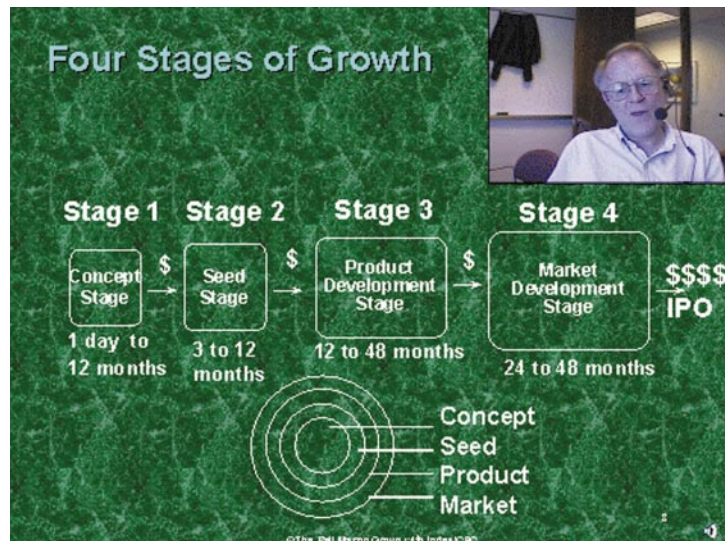 Four Stages of Growth
Stage 1
Stage 2
Stage 3
Stage 4
Concept
Stage
$
Seed
Stage
$
Product
Development
Stage
$
Market
Development
Stage
$$$$
IPO
1 day to
12 months
3 to 12
months
12 to 48 months
24 to 48 months
Concept
Seed
Product
Market